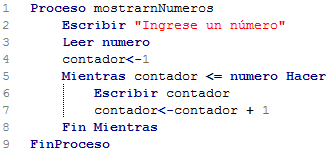 1 Proceso mostrarnNumeros
2 Escribir "Ingrese un número"
3 Leer numero
4 contador<-1
5 Mientras contador <= numero Hacer
6 Escribir contador
7 contador<-contador + 1
8 Fin Mientras
9 FinProceso